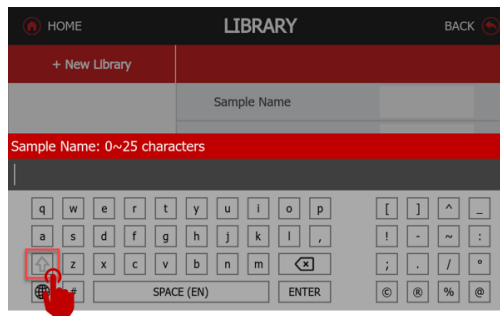 HOME LIBRARY BACK
+ New Library
Sample Name
Sample Name: 0~25 characters
q w e r t y u i o p [ ] ^ _
a s d f g h j k l , ! - ~ :
z x c v b n m ; . / °
# SPACE (EN) ENTER © ® % @